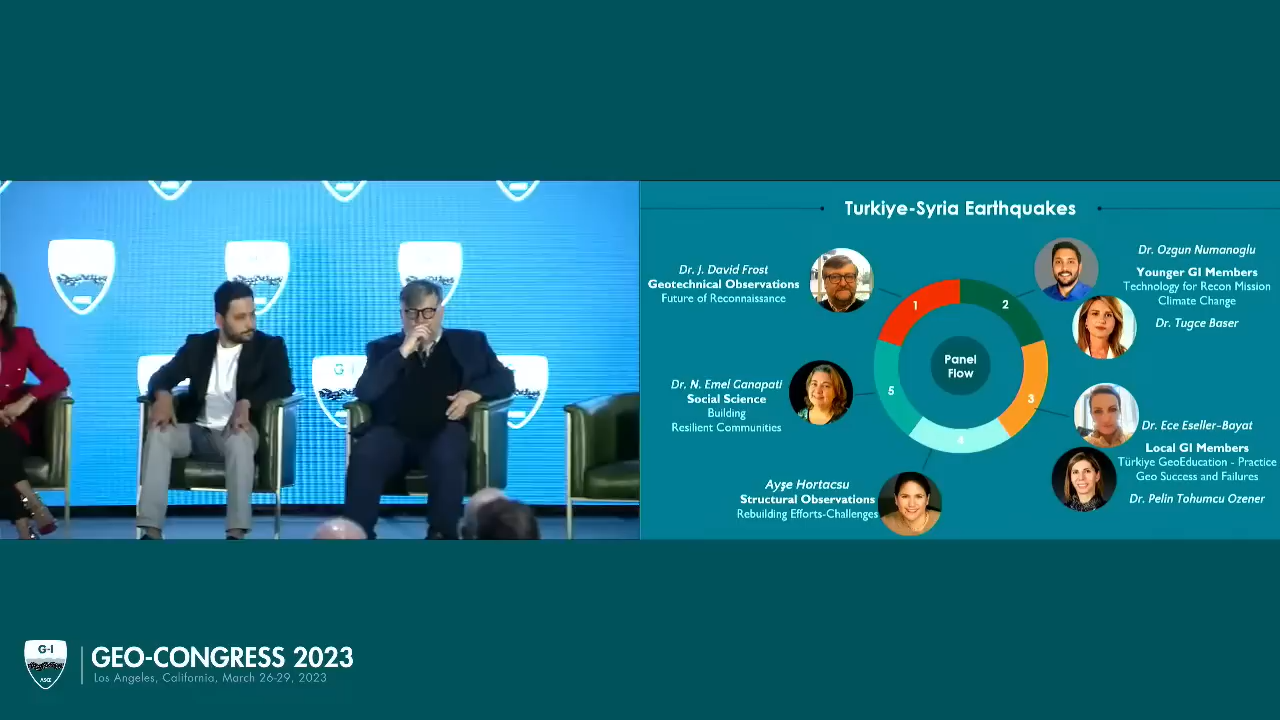 Turkiye-Syria Earthquakes
Dr. J. David Frost
Geotechnical Observations
Future of Reconnaissance
Dr. Ozgun Numanoglu
Younger GI Members
Technology for Recon Mission
Climate Change
Dr. Tugce Baser
1
2
3
4
5
Panel
Flow
Dr. N. Emel Ganapati
Social Science
Building
Resilient Communities
Dr. Ece Eseller-Bayat
Local GI Members
Türkiye GeoEducation - Practice
Geo Success and Failures
Dr. Pelin Tohumcu Ozener
Ayşe Hortacsu
Structural Observations
Rebuilding Efforts-Challenges
G-I
G-I
ASCE
GEO-CONGRESS 2023
Los Angeles, California, March 26-29, 2023